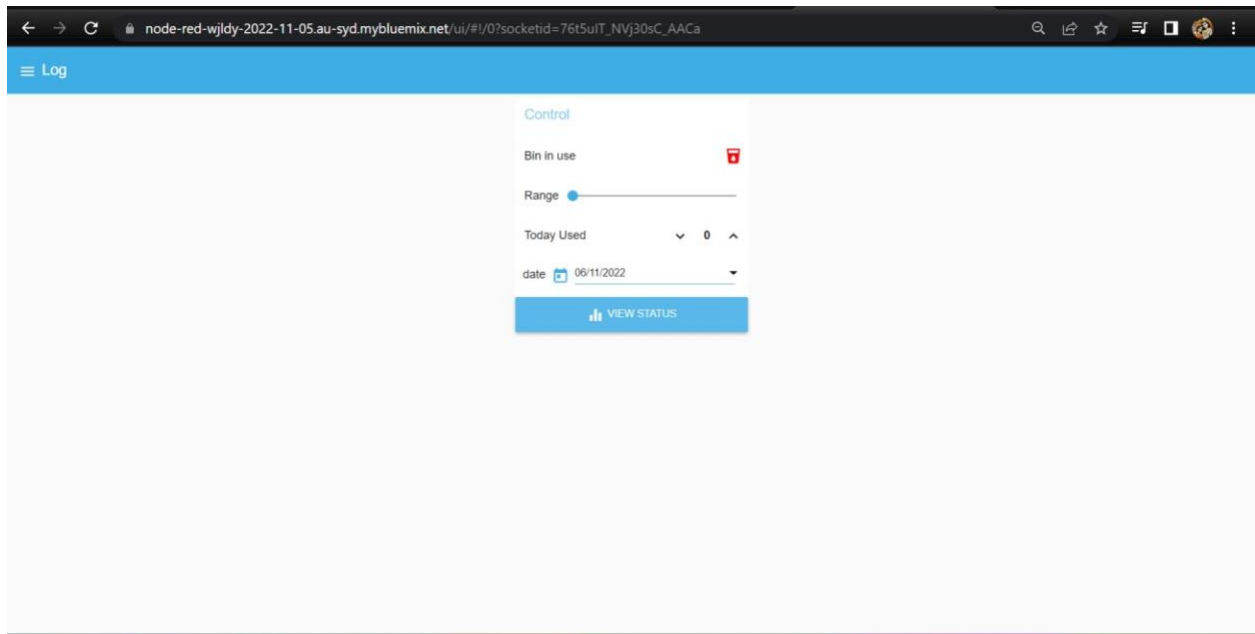 node-red-wjldy-2022-11-05.au-syd.mybluemix.net/ui/#!/0?socketid=76t5uIT_NVj30sC_AACa
Log
Control
Bin in use
Range
Today Used 0
date 06/11/2022
VIEW STATUS